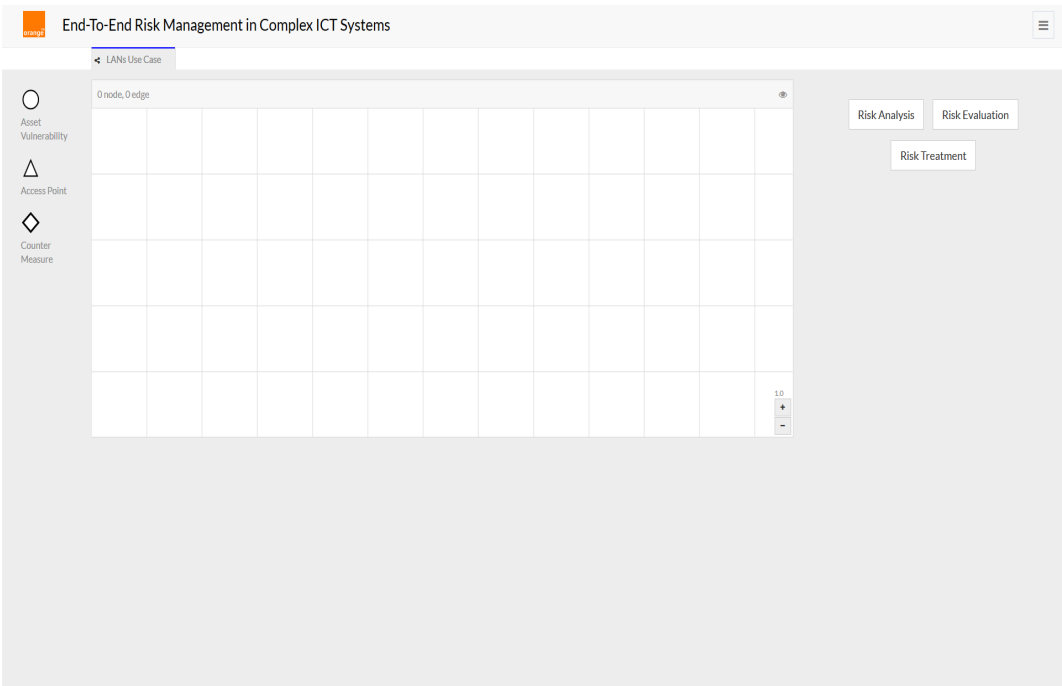 orange
End-To-End Risk Management in Complex ICT Systems
LANs Use Case
0 node, 0 edge
Asset
Vulnerability
Access Point
Counter
Measure
Risk Analysis
Risk Evaluation
Risk Treatment
1.0
+
−